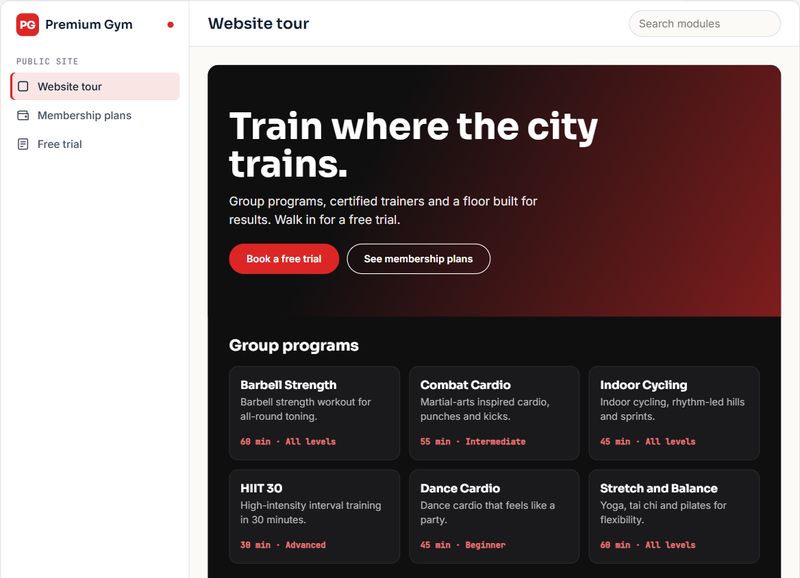 PG Premium Gym
PUBLIC SITE
Website tour
Membership plans
Free trial
Website tour
Search modules
Train where the city
trains.
Group programs, certified trainers and a floor built for
results. Walk in for a free trial.
Book a free trial
See membership plans
Group programs
Barbell Strength
Barbell strength workout for
all-round toning.
60 min · All levels
Combat Cardio
Martial-arts inspired cardio,
punches and kicks.
55 min · Intermediate
Indoor Cycling
Indoor cycling, rhythm-led hills
and sprints.
45 min · All levels
HIIT 30
High-intensity interval training
in 30 minutes.
30 min · Advanced
Dance Cardio
Dance cardio that feels like a
party.
45 min · Beginner
Stretch and Balance
Yoga, tai chi and pilates for
flexibility.
60 min · All levels